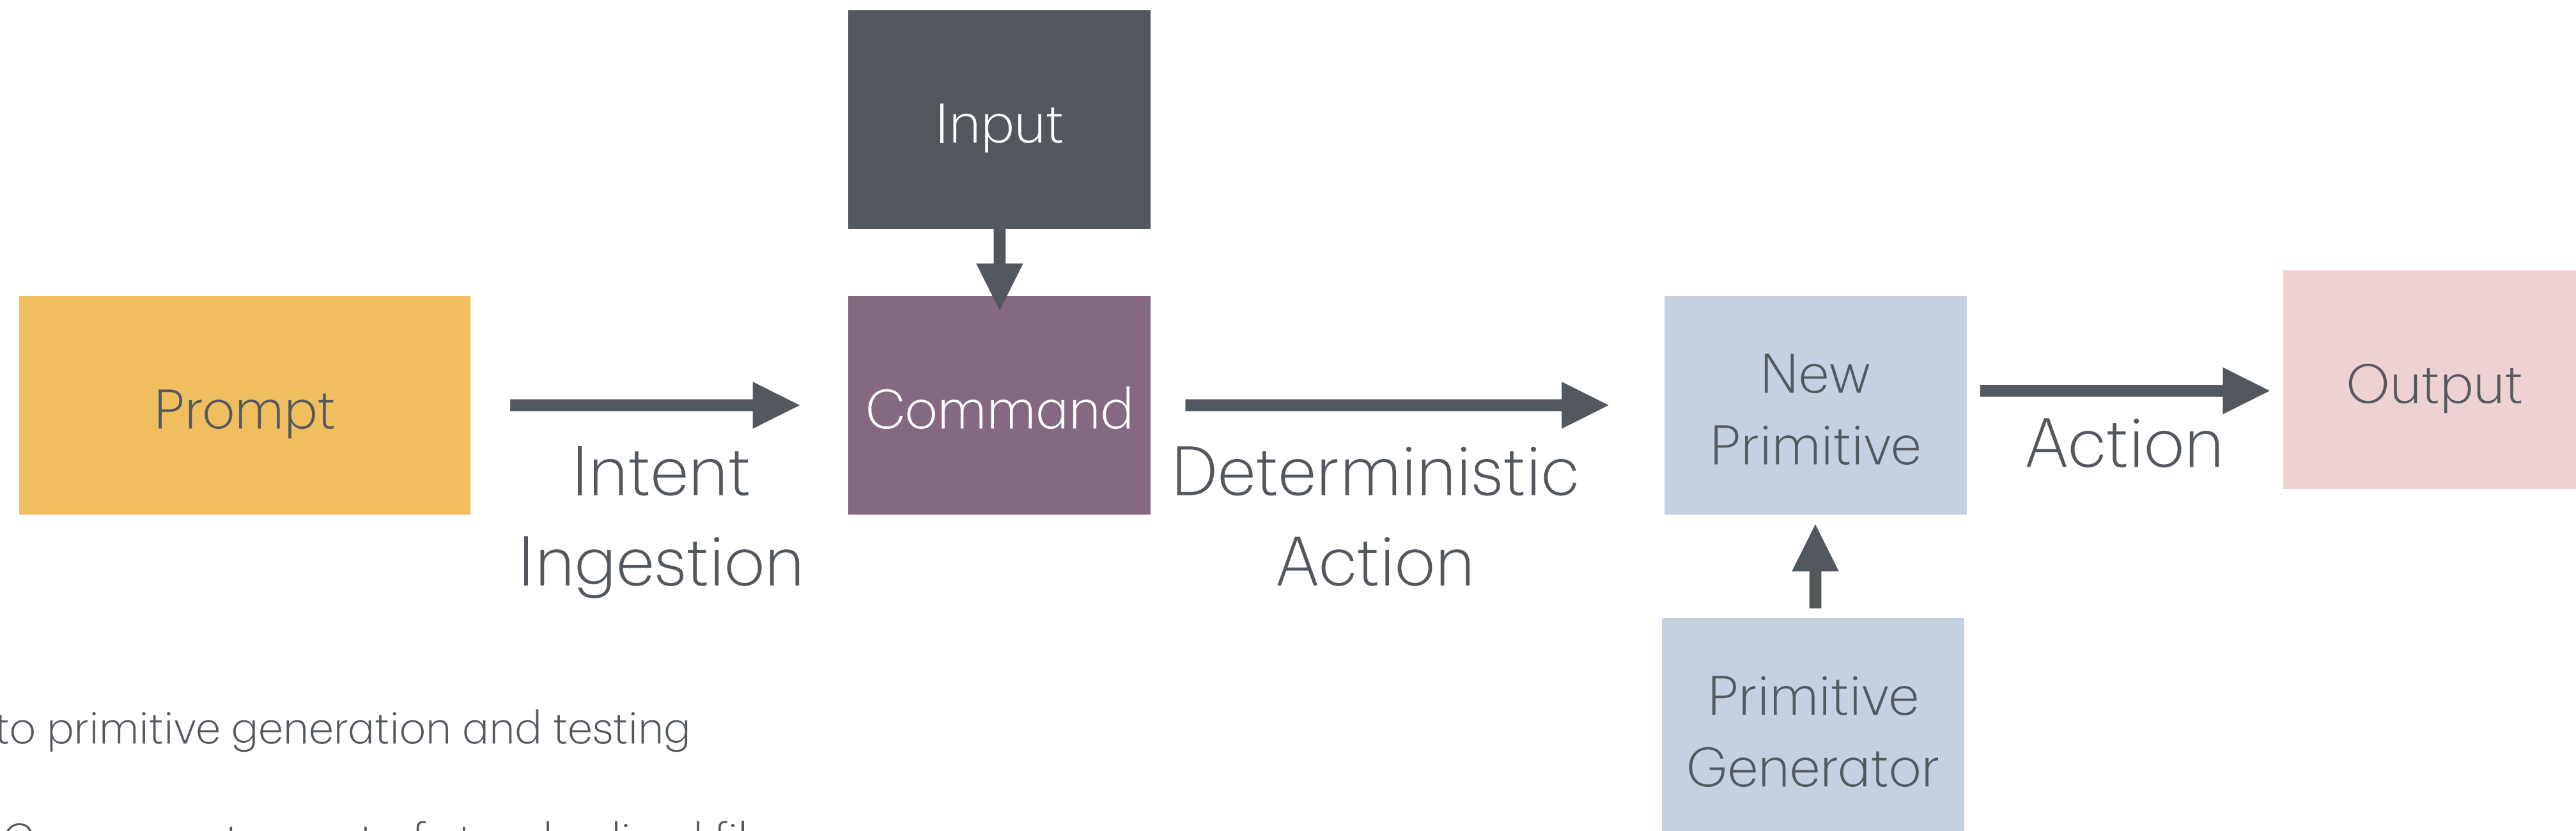 Input
Prompt
Intent
Ingestion
Command
Deterministic
Action
New
Primitive
Action
Output
Primitive
Generator
to primitive generation and testing